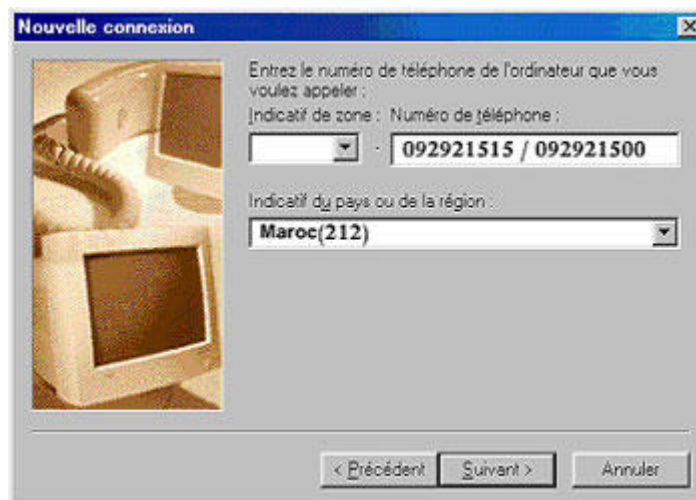 Nouvelle connexion
Entrez le numéro de téléphone de l'ordinateur que vous
voulez appeler :
Indicatif de zone : Numéro de téléphone :
- 092921515 / 092921500
Indicatif du pays ou de la région :
Maroc(212)
< Précédent Suivant > Annuler